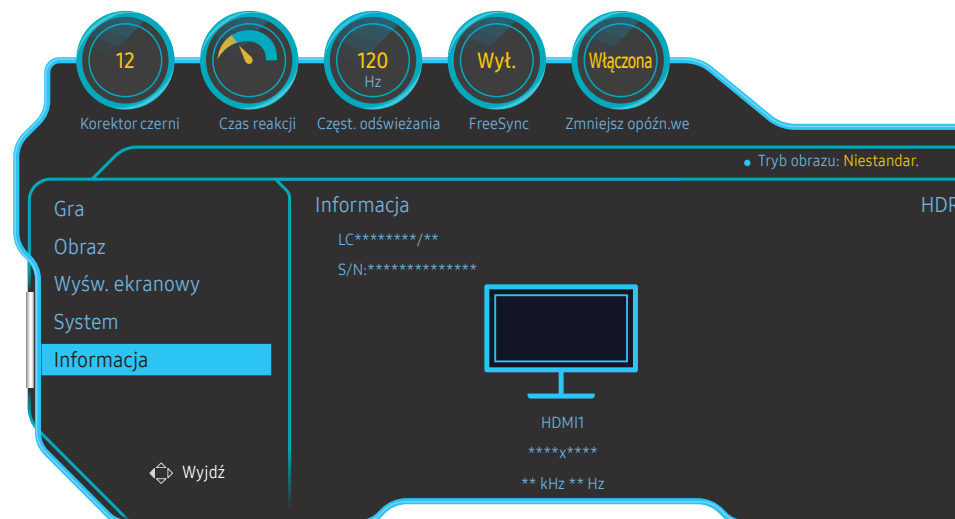 12
120
Hz
Wył.
Włączona
Korektor czerni
Czas reakcji
Częst. odświeżania
FreeSync
Zmniejsz opóźn.we
Tryb obrazu: Niestandar.
Gra
Obraz
Wyśw. ekranowy
System
Informacja
Wyjdź
Informacja
HDR
LC********/**
S/N:**************
HDMI1
****x****
** kHz ** Hz